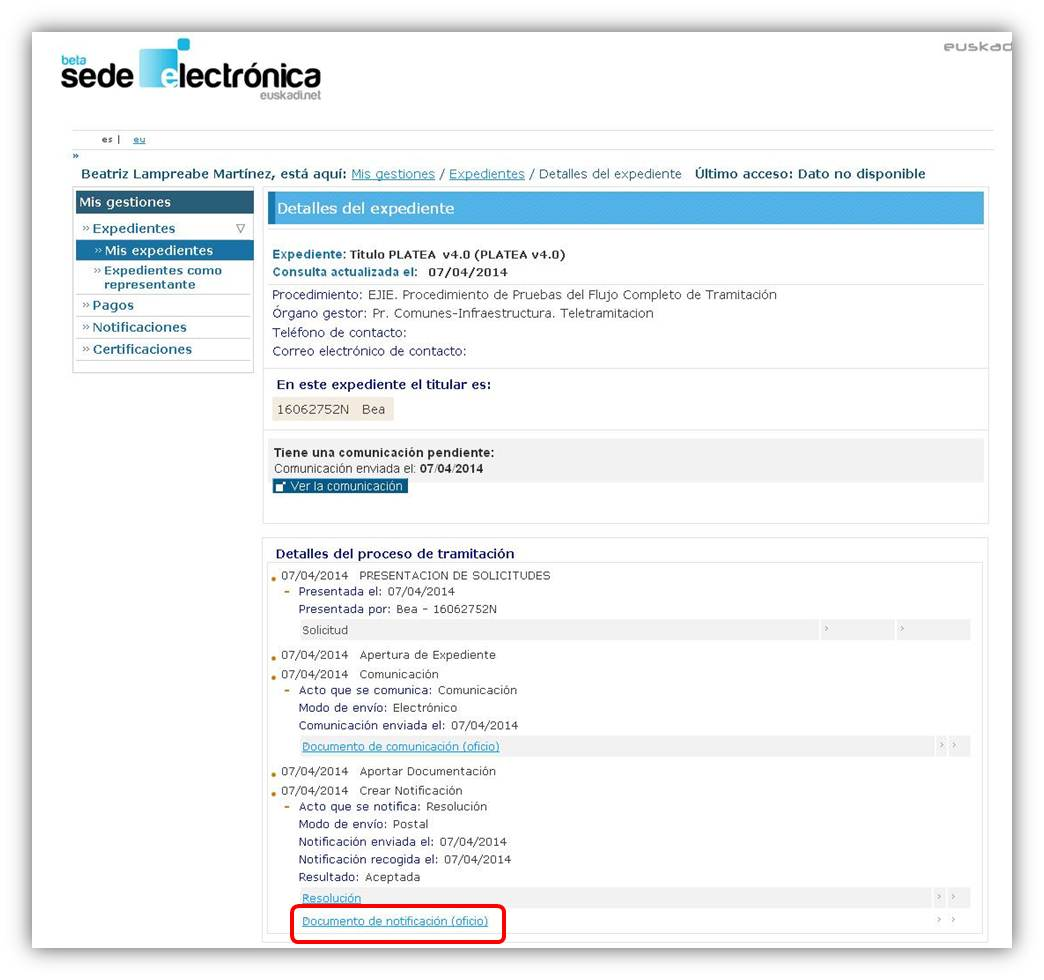 euskad
beta
sede electrónica
euskadi.net
es | eu
»
Beatriz Lampreabe Martínez, está aquí: Mis gestiones / Expedientes / Detalles del expediente Último acceso: Dato no disponible
Mis gestiones
» Expedientes ▽
» Mis expedientes
» Expedientes como
representante
» Pagos
» Notificaciones
» Certificaciones
Detalles del expediente
Expediente: Titulo PLATEA v4.0 (PLATEA v4.0)
Consulta actualizada el: 07/04/2014
Procedimiento: EJIE. Procedimiento de Pruebas del Flujo Completo de Tramitación
Órgano gestor: Pr. Comunes-Infraestructura. Teletramitacion
Teléfono de contacto:
Correo electrónico de contacto:
En este expediente el titular es:
16062752N Bea
Tiene una comunicación pendiente:
Comunicación enviada el: 07/04/2014
Ver la comunicación
Detalles del proceso de tramitación
07/04/2014 PRESENTACION DE SOLICITUDES
– Presentada el: 07/04/2014
Presentada por: Bea - 16062752N
Solicitud › ›
07/04/2014 Apertura de Expediente
07/04/2014 Comunicación
– Acto que se comunica: Comunicación
Modo de envío: Electrónico
Comunicación enviada el: 07/04/2014
Documento de comunicación (oficio) › ›
07/04/2014 Aportar Documentación
07/04/2014 Crear Notificación
– Acto que se notifica: Resolución
Modo de envío: Postal
Notificación enviada el: 07/04/2014
Notificación recogida el: 07/04/2014
Resultado: Aceptada
Resolución › ›
Documento de notificación (oficio) › ›